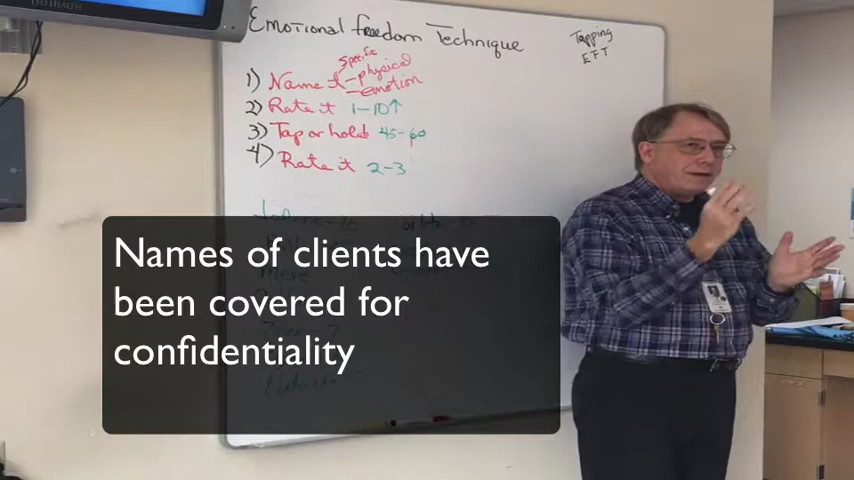 TELEHEALTH
Emotional freedom Technique
Tapping
EFT
Specific
1) Name it - physical
- emotion
2) Rate it 1-10↑
3) Tap or hold 45-60
4) Rate it 2-3
Names of clients have
been covered for
confidentiality